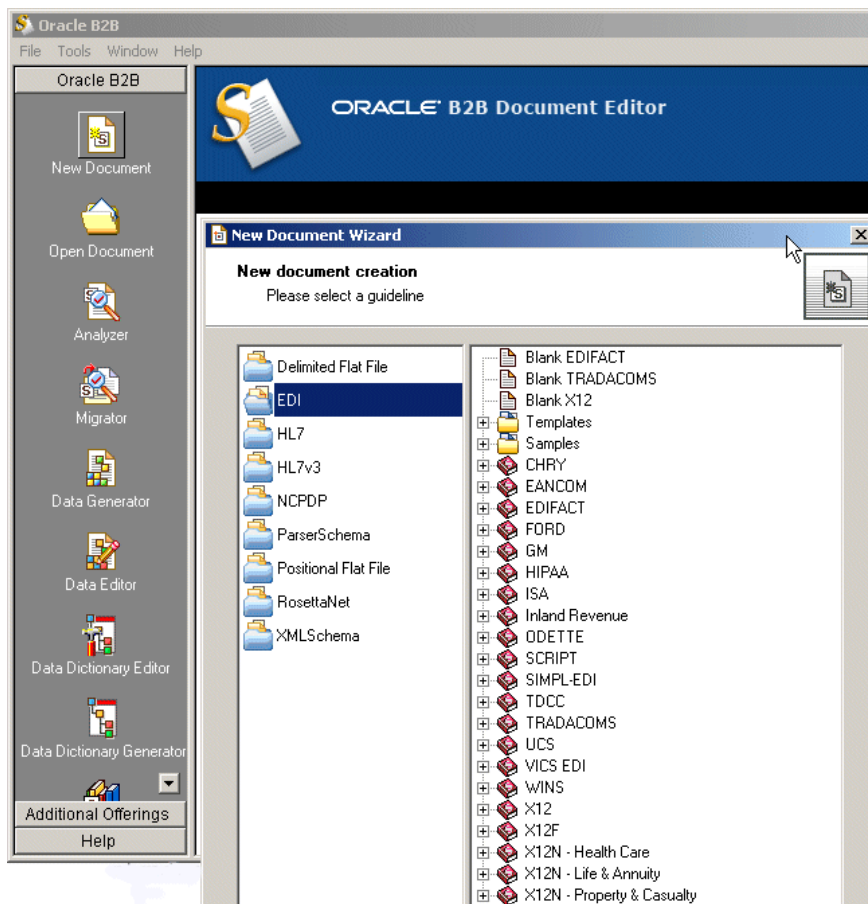 Oracle B2B
File Tools Window Help
Oracle B2B
New Document
Open Document
Analyzer
Migrator
Data Generator
Data Editor
Data Dictionary Editor
Data Dictionary Generator
Additional Offerings
Help
ORACLE® B2B Document Editor
New Document Wizard
New document creation
Please select a guideline
Delimited Flat File
EDI
HL7
HL7v3
NCPDP
ParserSchema
Positional Flat File
RosettaNet
XMLSchema
Blank EDIFACT
Blank TRADACOMS
Blank X12
Templates
Samples
CHRY
EANCOM
EDIFACT
FORD
GM
HIPAA
ISA
Inland Revenue
ODETTE
SCRIPT
SIMPL-EDI
TDCC
TRADACOMS
UCS
VICS EDI
WINS
X12
X12F
X12N - Health Care
X12N - Life & Annuity
X12N - Property & Casualty